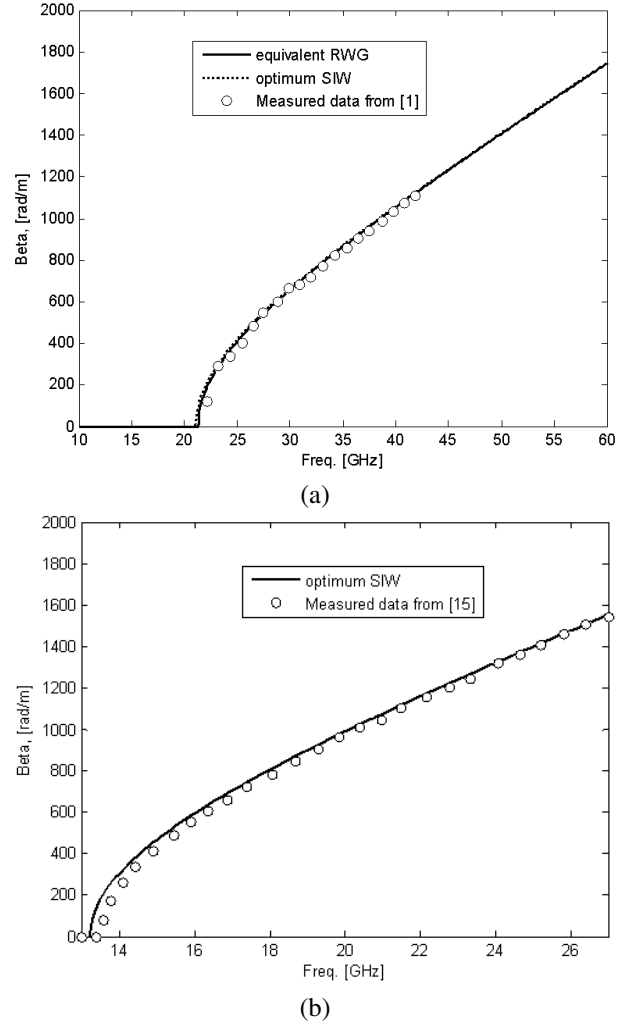 2000
1800
1600
1400
1200
1000
800
600
400
200
0
Beta, [rad/m]
equivalent RWG
optimum SIW
Measured data from [1]
10 15 20 25 30 35 40 45 50 55 60
Freq. [GHz]
(a)
2000
1800
1600
1400
1200
1000
800
600
400
200
0
Beta, [rad/m]
optimum SIW
Measured data from [15]
14 16 18 20 22 24 26
Freq. [GHz]
(b)